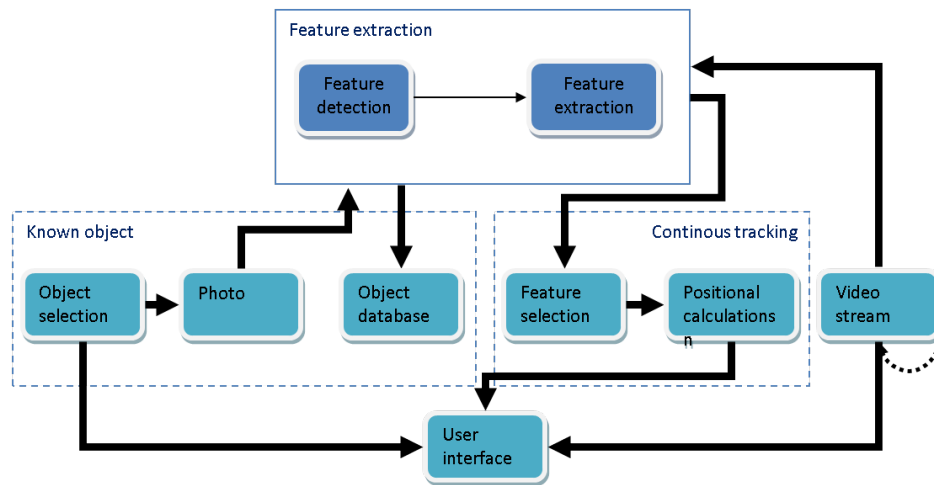 Feature extraction
Feature
detection
Feature
extraction
Known object
Continous tracking
Object
selection
Photo
Object
database
Feature
selection
Positional
calculations
n
Video
stream
User
interface